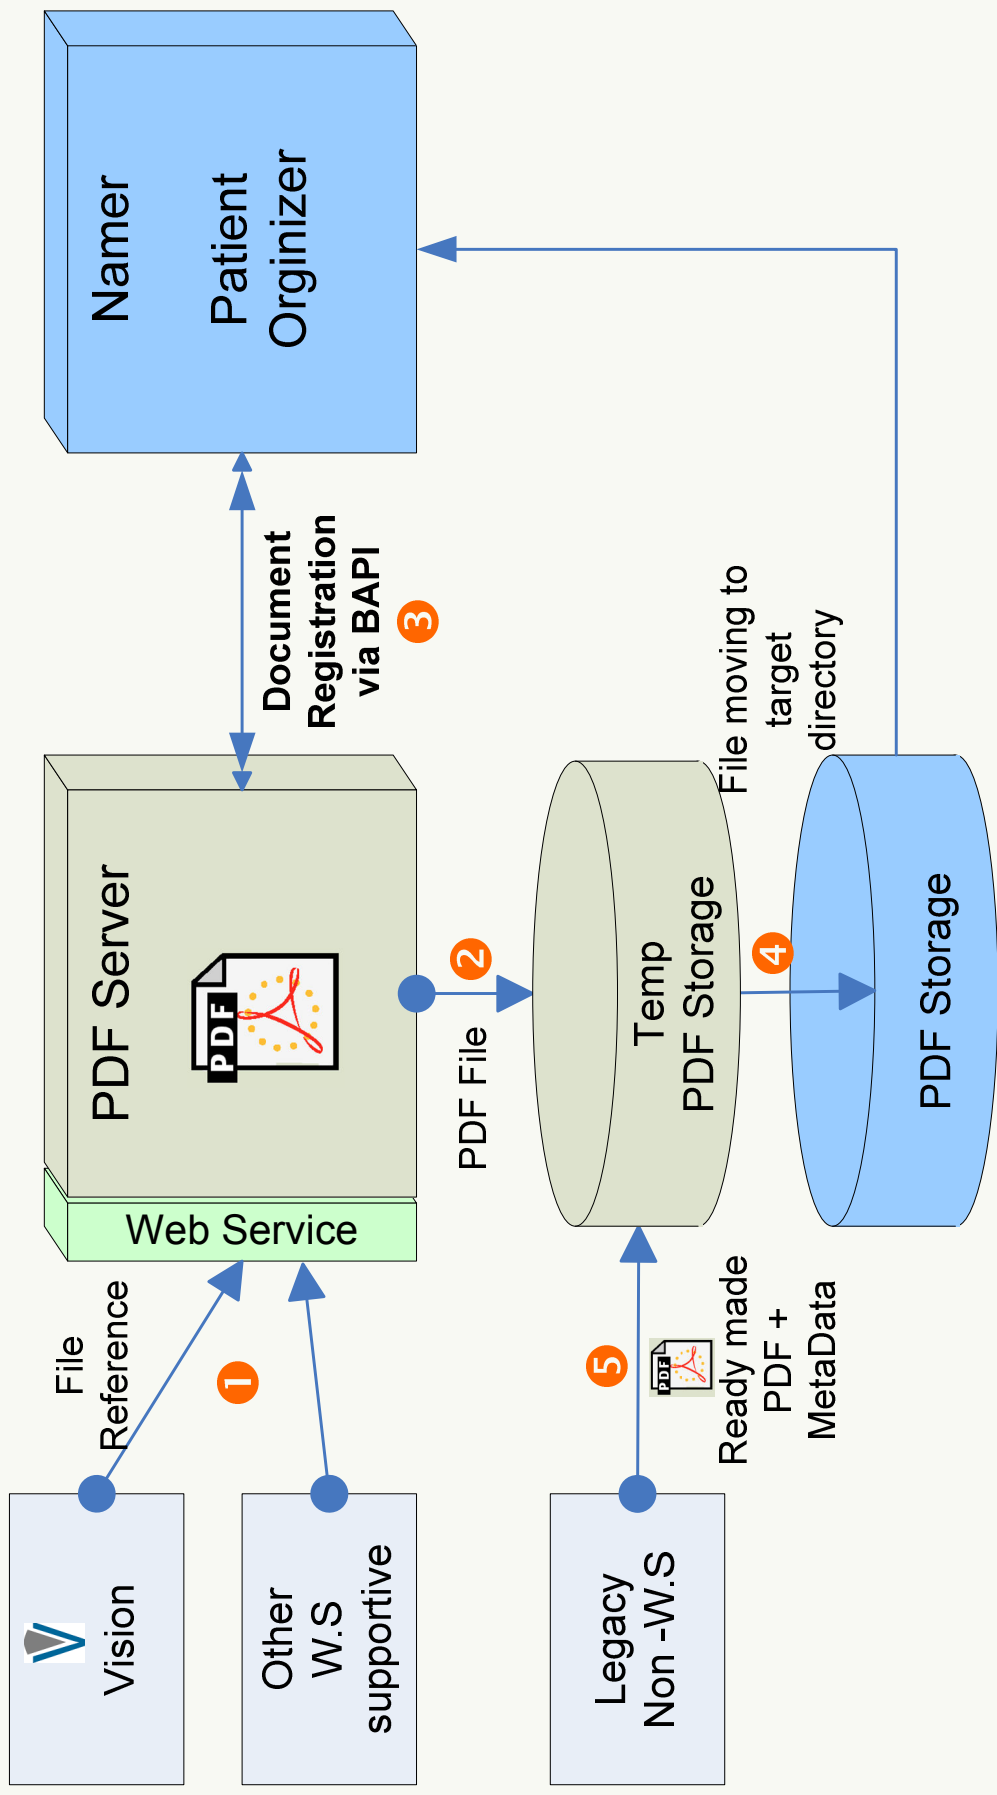 Vision
File
Reference
1
Other
W.S
supportive
Web Service
PDF Server
PDF
PDF File
2
Document
Registration
via BAPI
3
Namer
Patient
Orginizer
Legacy
Non -W.S
5
PDF
Ready made
PDF +
MetaData
Temp
PDF Storage
4
File moving to
target
directory
PDF Storage